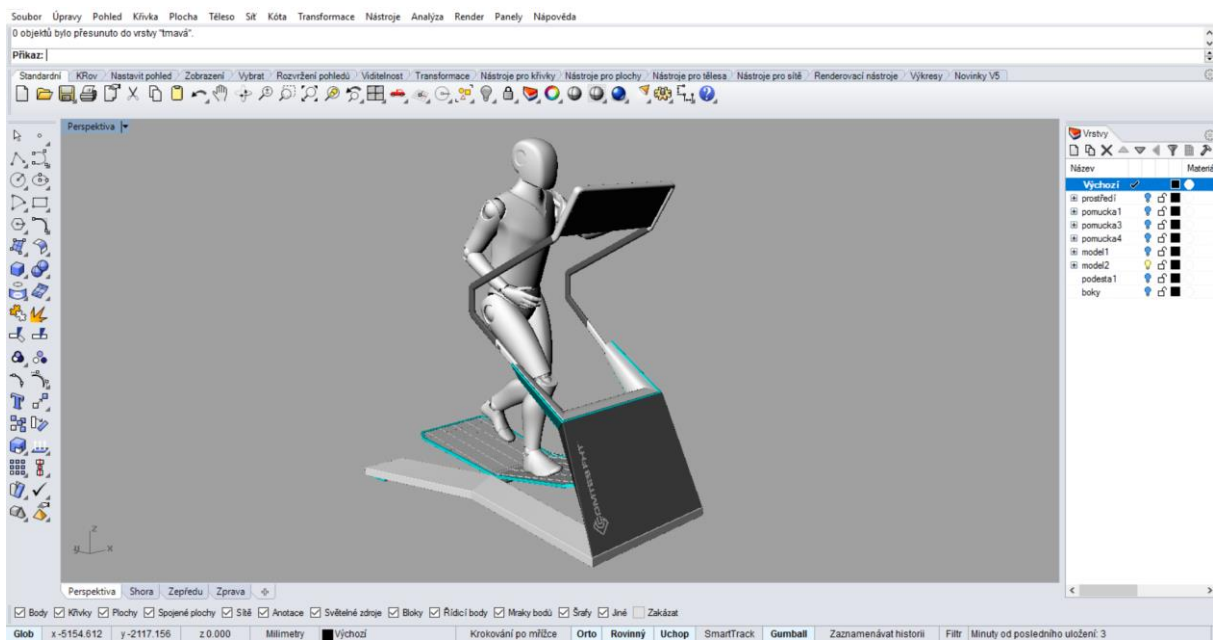 Soubor Úpravy Pohled Křivka Plocha Těleso Síť Kóta Transformace Nástroje Analýza Render Panely Nápověda
0 objektů bylo přesunuto do vrstvy "tmavá".
Příkaz:
Standardní KRov Nastavit pohled Zobrazení Vybrat Rozvržení pohledů Viditelnost Transformace Nástroje pro křivky Nástroje pro plochy Nástroje pro tělesa Nástroje pro sítě Renderovací nástroje Výkresy Novinky V5
Perspektiva
Vrstvy
Název Materiá
Výchozí
prostředí
pomucka1
pomucka3
pomucka4
model1
model2
podesta1
boky
COMTES FHT
z
y x
Perspektiva Shora Zepředu Zprava
Body Křivky Plochy Spojené plochy Sítě Anotace Světelné zdroje Bloky Řídicí body Mraky bodů Šrafy Jiné Zakázat
Glob x -5154.612 y -2117.156 z 0.000 Milimetry Výchozí Krokování po mřížce Orto Rovinný Uchop SmartTrack Gumball Zaznamenávat historii Filtr Minuty od posledního uložení: 3